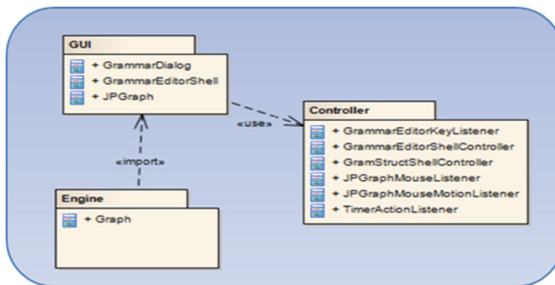 GUI
+ GrammarDialog
+ GrammarEditorShell
+ JPGraph
«use»
Controller
+ GrammarEditorKeyListener
+ GrammarEditorShellController
+ GramStructShellController
+ JPGraphMouseListener
+ JPGraphMouseMotionListener
+ TimerActionListener
«import»
Engine
+ Graph